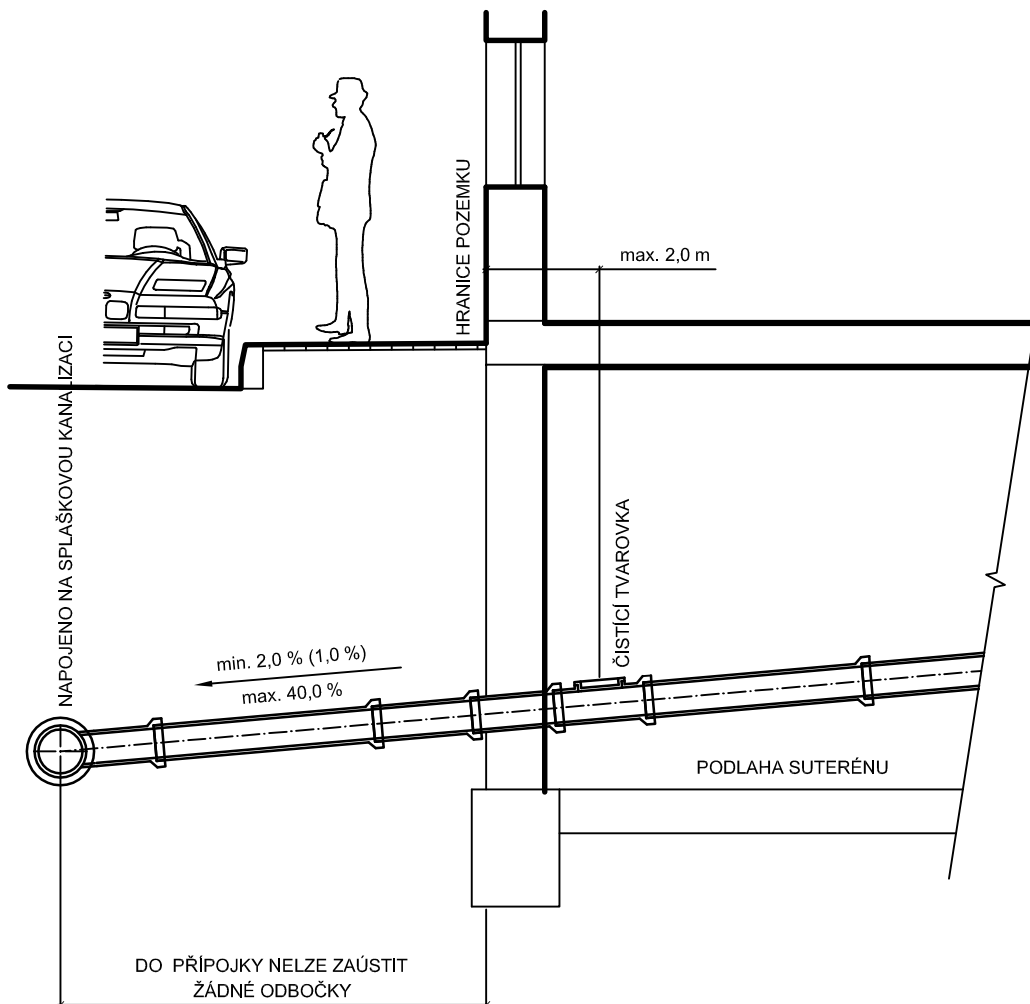 HRANICE POZEMKU
max. 2,0 m
NAPOJENO NA SPLAŠKOVOU KANALIZACI
ČISTÍCÍ TVAROVKA
min. 2,0 % (1,0 %)
max. 40,0 %
PODLAHA SUTERÉNU
DO PŘÍPOJKY NELZE ZAÚSTIT
ŽÁDNÉ ODBOČKY